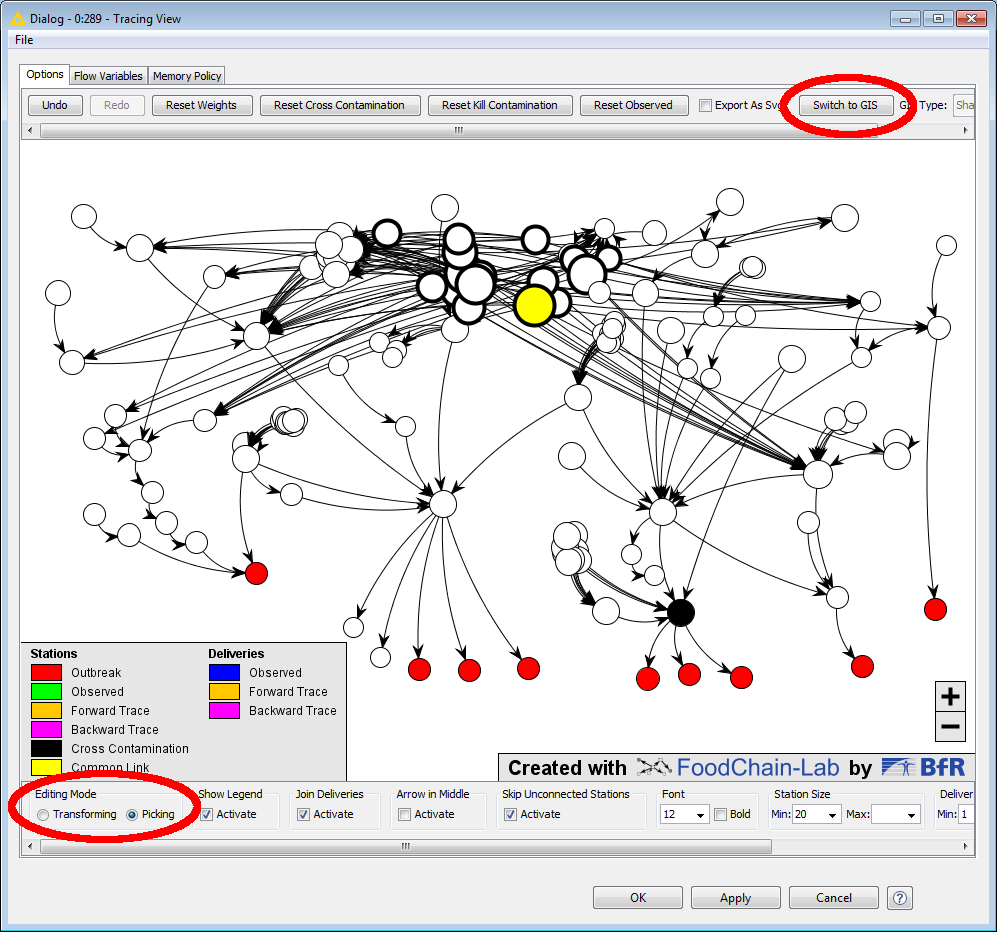 Dialog - 0:289 - Tracing View
File
Options Flow Variables Memory Policy
Undo Redo Reset Weights Reset Cross Contamination Reset Kill Contamination Reset Observed Export As Svg Switch to GIS Type: Sha
Stations Deliveries
Outbreak Observed
Observed Forward Trace
Forward Trace Backward Trace
Backward Trace
Cross Contamination
Common Link
+
−
Created with FoodChain-Lab by BfR
Editing Mode Show Legend Join Deliveries Arrow in Middle Skip Unconnected Stations Font Station Size Deliver
Transforming Picking Activate Activate Activate Activate 12 Bold Min: 20 Max: Min: 1
OK Apply Cancel ?